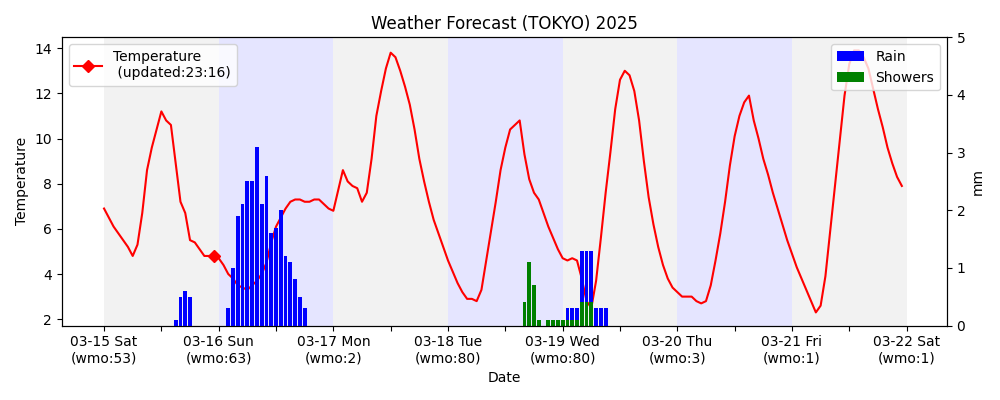 Weather Forecast (TOKYO) 2025
Temperature
(updated:23:16)
Rain
Showers
Temperature
14
12
10
8
6
4
2
5
4
3
2
1
0
mm
03-15 Sat
(wmo:53)
03-16 Sun
(wmo:63)
03-17 Mon
(wmo:2)
03-18 Tue
(wmo:80)
03-19 Wed
(wmo:80)
03-20 Thu
(wmo:3)
03-21 Fri
(wmo:1)
03-22 Sat
(wmo:1)
Date